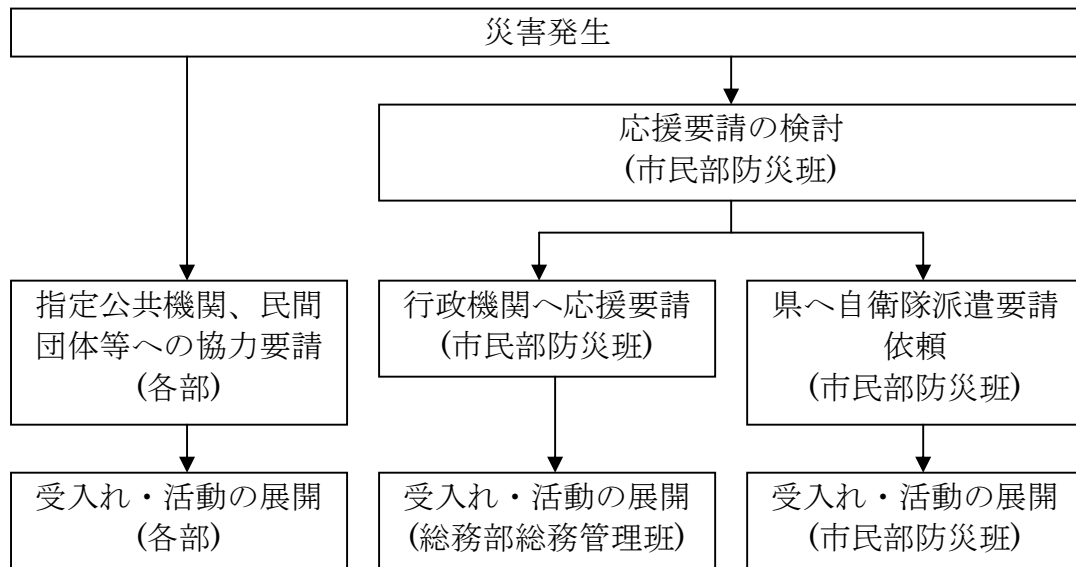 災害発生
応援要請の検討
(市民部防災班)
指定公共機関、民間
団体等への協力要請
(各部)
行政機関へ応援要請
(市民部防災班)
県へ自衛隊派遣要請
依頼
(市民部防災班)
受入れ・活動の展開
(各部)
受入れ・活動の展開
(総務部総務管理班)
受入れ・活動の展開
(市民部防災班)